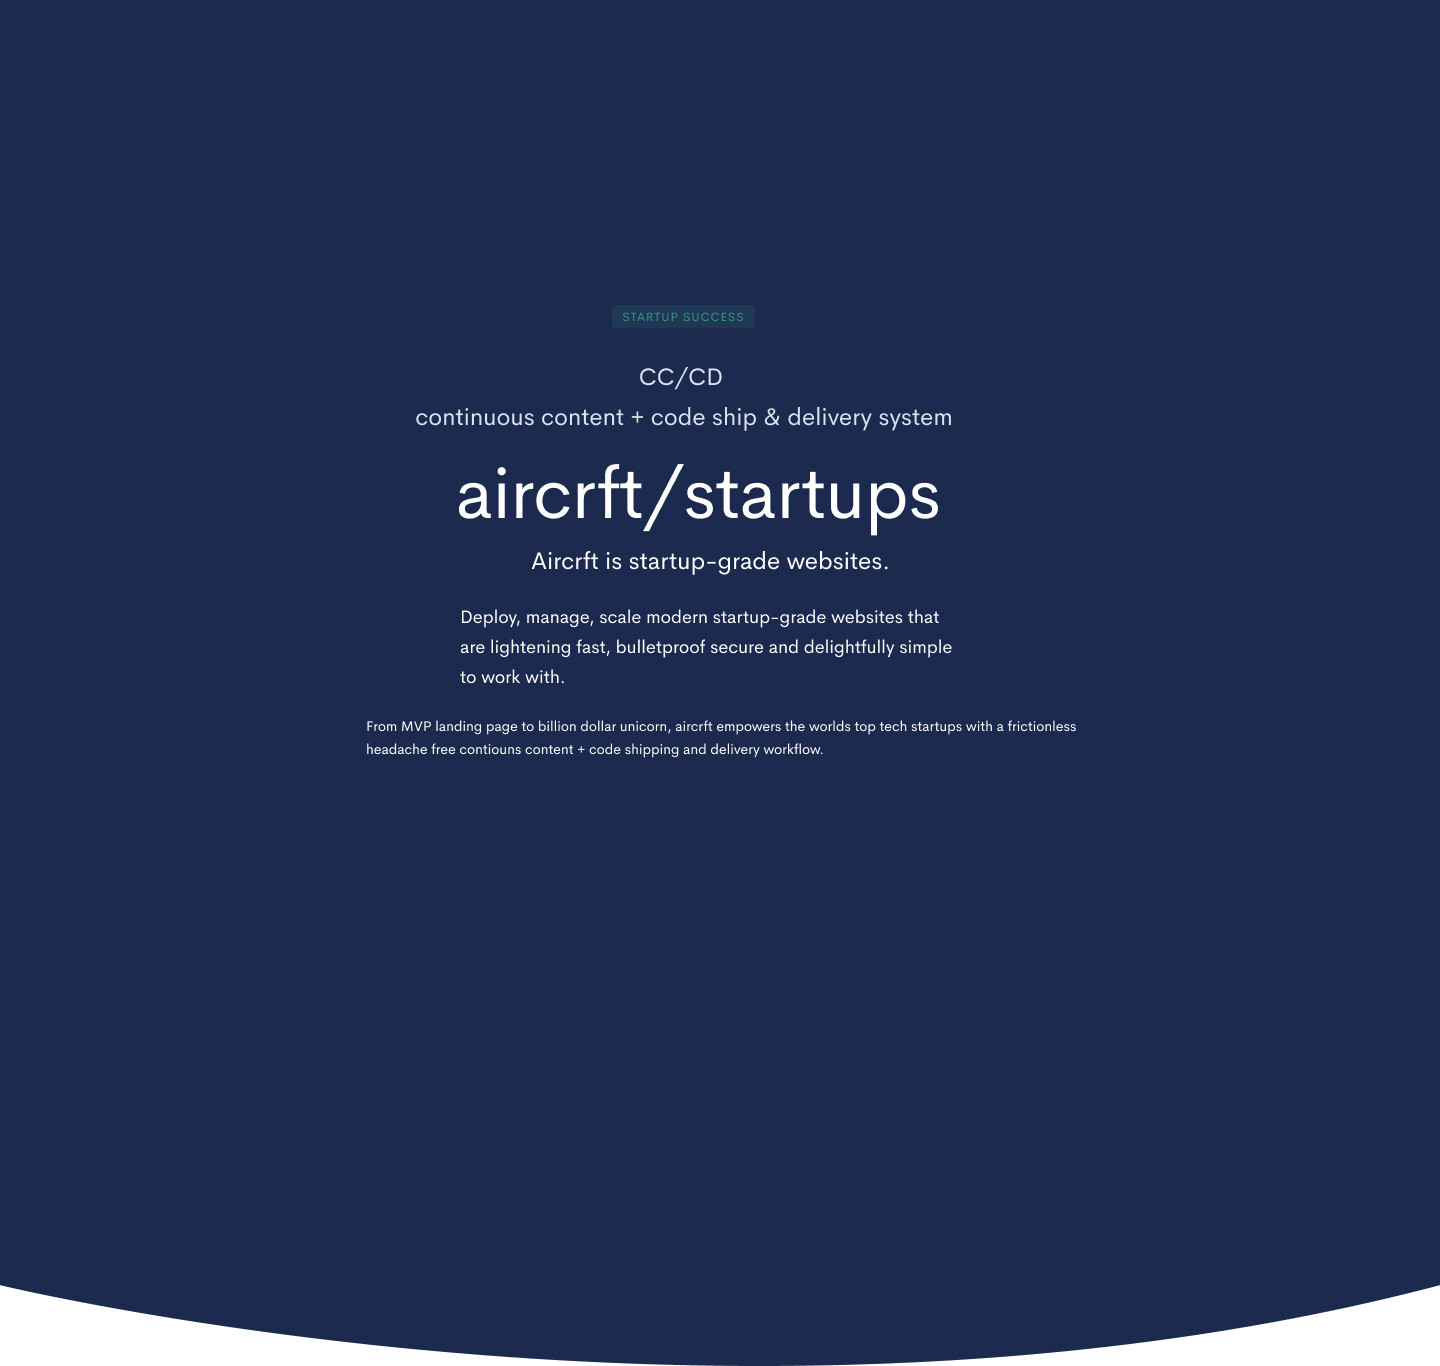 STARTUP SUCCESS
CC/CD
continuous content + code ship & delivery system
aircrft/startups
Aircrft is startup-grade websites.
Deploy, manage, scale modern startup-grade websites that
are lightening fast, bulletproof secure and delightfully simple
to work with.
From MVP landing page to billion dollar unicorn, aircrft empowers the worlds top tech startups with a frictionless
headache free contiouns content + code shipping and delivery workflow.